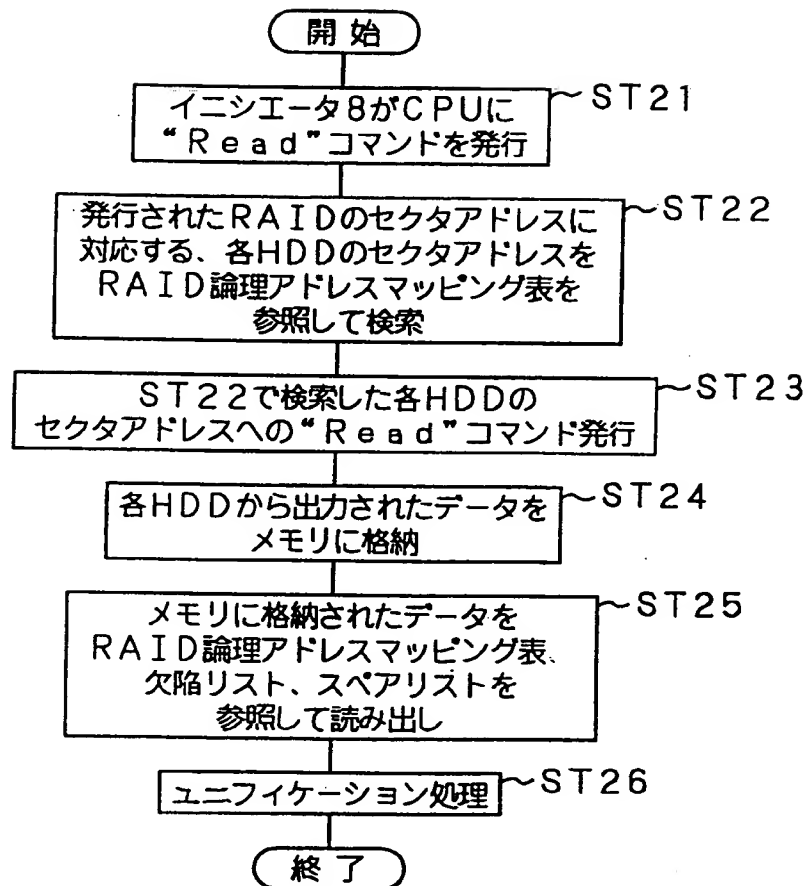 開始
イニシエータ8がCPUに
“Read”コマンドを発行
~ST21
発行されたRAIDのセクタアドレスに
対応する、各HDDのセクタアドレスを
RAID論理アドレスマッピング表を
参照して検索
~ST22
ST22で検索した各HDDの
セクタアドレスへの“Read”コマンド発行
~ST23
各HDDから出力されたデータを
メモリに格納
~ST24
メモリに格納されたデータを
RAID論理アドレスマッピング表、
欠陥リスト、スペアリストを
参照して読み出し
~ST25
ユニフィケーション処理
~ST26
終了